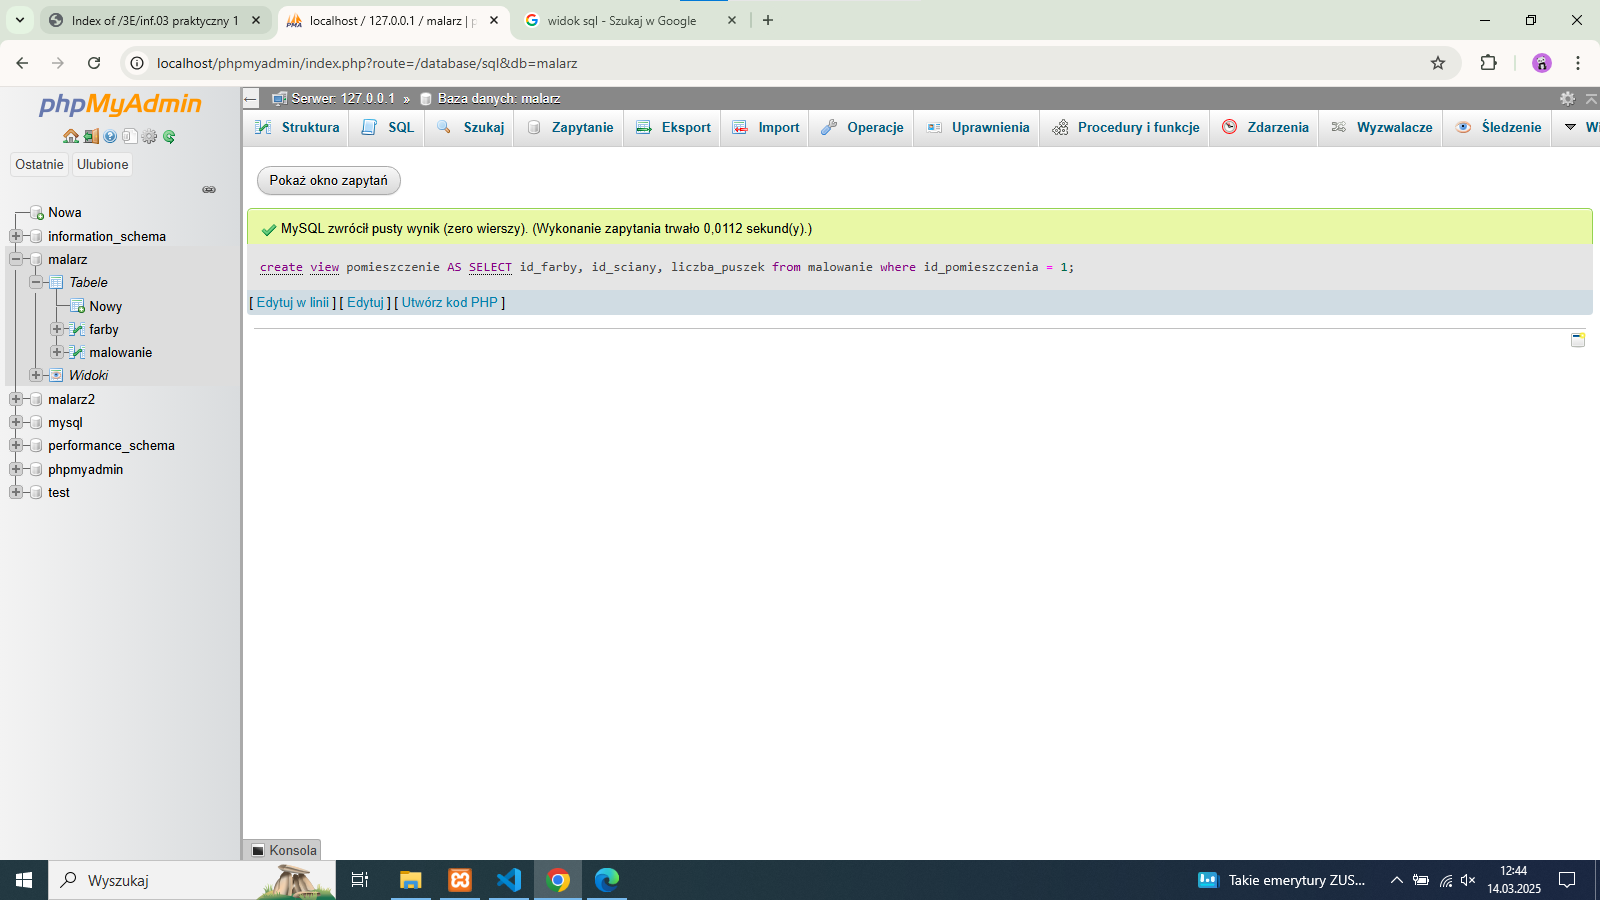 Index of /3E/inf.03 praktyczny 1
localhost / 127.0.0.1 / malarz | p
widok sql - Szukaj w Google
localhost/phpmyadmin/index.php?route=/database/sql&db=malarz
phpMyAdmin
Ostatnie
Ulubione
Nowa
information_schema
malarz
Tabele
Nowy
farby
malowanie
Widoki
malarz2
mysql
performance_schema
phpmyadmin
test
Serwer: 127.0.0.1 » Baza danych: malarz
Struktura
SQL
Szukaj
Zapytanie
Eksport
Import
Operacje
Uprawnienia
Procedury i funkcje
Zdarzenia
Wyzwalacze
Śledzenie
Wi
Pokaż okno zapytań
MySQL zwrócił pusty wynik (zero wierszy). (Wykonanie zapytania trwało 0,0112 sekund(y).)
create view pomieszczenie AS SELECT id_farby, id_sciany, liczba_puszek from malowanie where id_pomieszczenia = 1;
[ Edytuj w linii ] [ Edytuj ] [ Utwórz kod PHP ]
Konsola
Wyszukaj
Takie emerytury ZUS...
12:44
14.03.2025